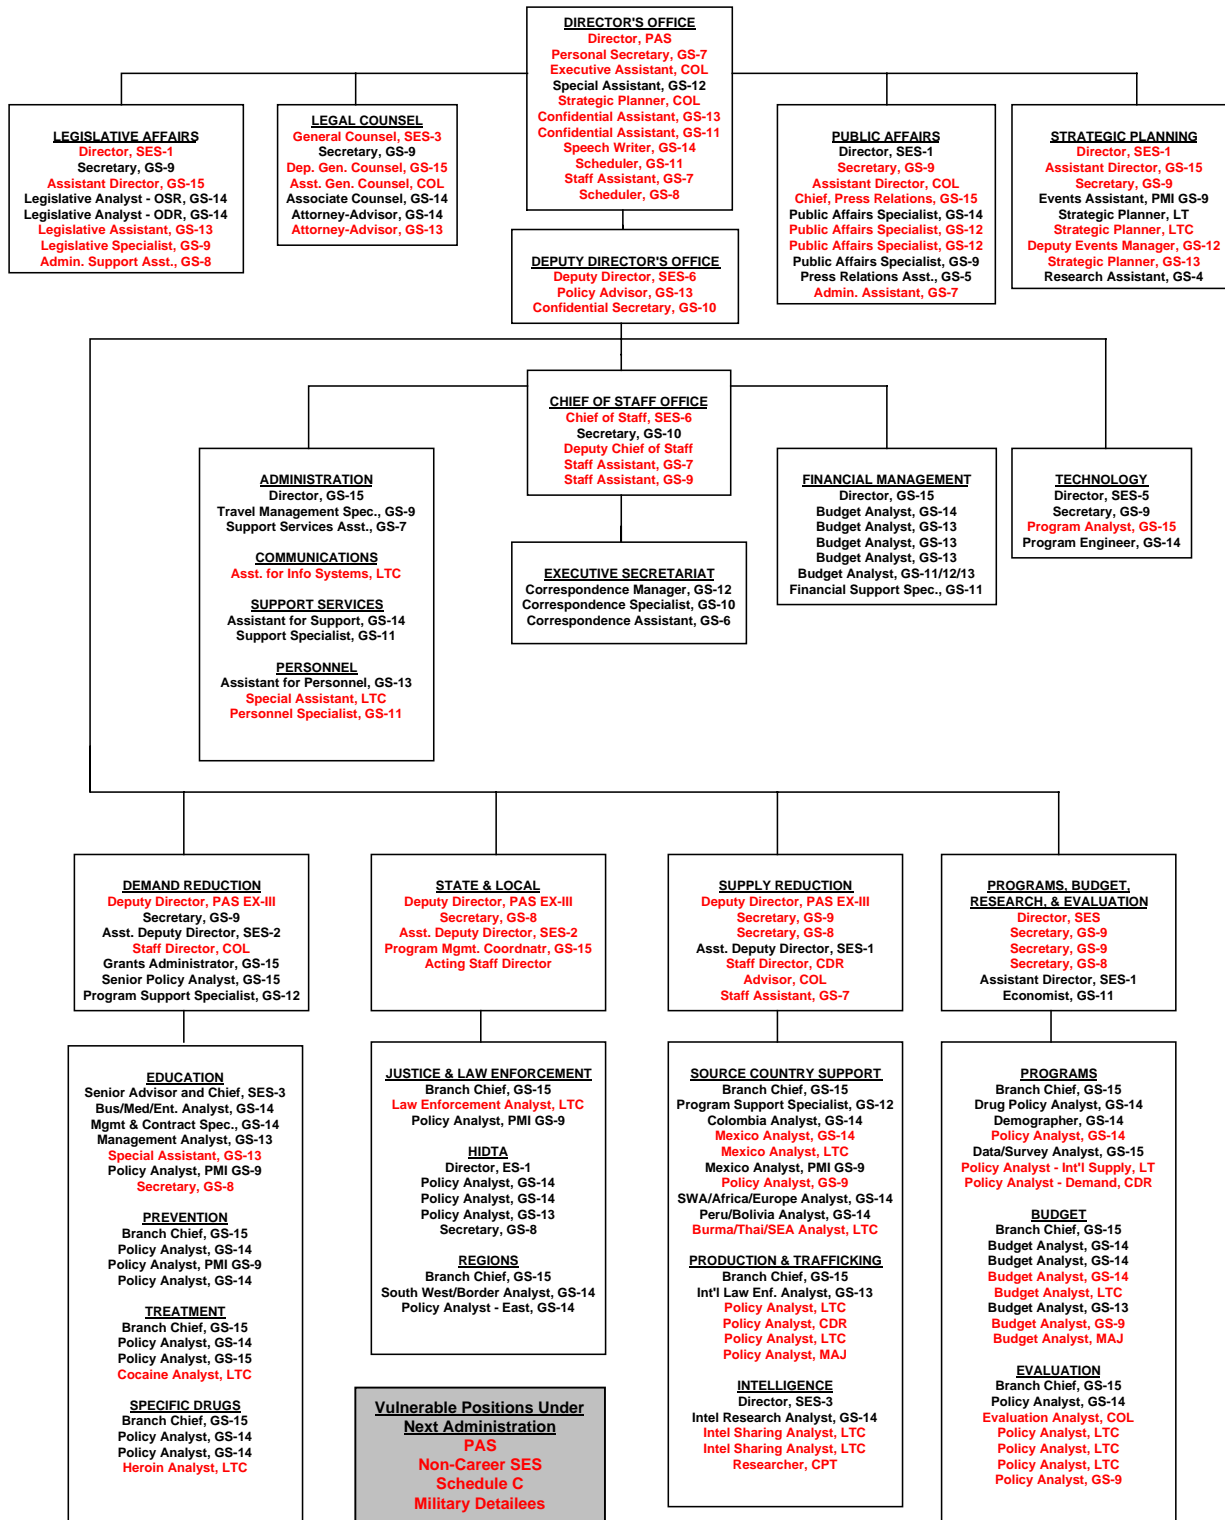 DIRECTOR'S OFFICE
Director, PAS
Personal Secretary, GS-7
Executive Assistant, COL
Special Assistant, GS-12
Strategic Planner, COL
Confidential Assistant, GS-13
Confidential Assistant, GS-11
Speech Writer, GS-14
Scheduler, GS-11
Staff Assistant, GS-7
Scheduler, GS-8
LEGISLATIVE AFFAIRS
Director, SES-1
Secretary, GS-9
Assistant Director, GS-15
Legislative Analyst - OSR, GS-14
Legislative Analyst - ODR, GS-14
Legislative Assistant, GS-13
Legislative Specialist, GS-9
Admin. Support Asst., GS-8
LEGAL COUNSEL
General Counsel, SES-3
Secretary, GS-9
Dep. Gen. Counsel, GS-15
Asst. Gen. Counsel, COL
Associate Counsel, GS-14
Attorney-Advisor, GS-14
Attorney-Advisor, GS-13
PUBLIC AFFAIRS
Director, SES-1
Secretary, GS-9
Assistant Director, COL
Chief, Press Relations, GS-15
Public Affairs Specialist, GS-14
Public Affairs Specialist, GS-12
Public Affairs Specialist, GS-12
Public Affairs Specialist, GS-9
Press Relations Asst., GS-5
Admin. Assistant, GS-7
STRATEGIC PLANNING
Director, SES-1
Assistant Director, GS-15
Secretary, GS-9
Events Assistant, PMI GS-9
Strategic Planner, LT
Strategic Planner, LTC
Deputy Events Manager, GS-12
Strategic Planner, GS-13
Research Assistant, GS-4
DEPUTY DIRECTOR'S OFFICE
Deputy Director, SES-6
Policy Advisor, GS-13
Confidential Secretary, GS-10
CHIEF OF STAFF OFFICE
Chief of Staff, SES-6
Secretary, GS-10
Deputy Chief of Staff
Staff Assistant, GS-7
Staff Assistant, GS-9
ADMINISTRATION
Director, GS-15
Travel Management Spec., GS-9
Support Services Asst., GS-7
COMMUNICATIONS
Asst. for Info Systems, LTC
SUPPORT SERVICES
Assistant for Support, GS-14
Support Specialist, GS-11
PERSONNEL
Assistant for Personnel, GS-13
Special Assistant, LTC
Personnel Specialist, GS-11
EXECUTIVE SECRETARIAT
Correspondence Manager, GS-12
Correspondence Specialist, GS-10
Correspondence Assistant, GS-6
FINANCIAL MANAGEMENT
Director, GS-15
Budget Analyst, GS-14
Budget Analyst, GS-13
Budget Analyst, GS-13
Budget Analyst, GS-13
Budget Analyst, GS-11/12/13
Financial Support Spec., GS-11
TECHNOLOGY
Director, SES-5
Secretary, GS-9
Program Analyst, GS-15
Program Engineer, GS-14
DEMAND REDUCTION
Deputy Director, PAS EX-III
Secretary, GS-9
Asst. Deputy Director, SES-2
Staff Director, COL
Grants Administrator, GS-15
Senior Policy Analyst, GS-15
Program Support Specialist, GS-12
STATE & LOCAL
Deputy Director, PAS EX-III
Secretary, GS-8
Asst. Deputy Director, SES-2
Program Mgmt. Coordnatr, GS-15
Acting Staff Director
SUPPLY REDUCTION
Deputy Director, PAS EX-III
Secretary, GS-9
Secretary, GS-8
Asst. Deputy Director, SES-1
Staff Director, CDR
Advisor, COL
Staff Assistant, GS-7
PROGRAMS, BUDGET,
RESEARCH, & EVALUATION
Director, SES
Secretary, GS-9
Secretary, GS-9
Secretary, GS-8
Assistant Director, SES-1
Economist, GS-11
EDUCATION
Senior Advisor and Chief, SES-3
Bus/Med/Ent. Analyst, GS-14
Mgmt & Contract Spec., GS-14
Management Analyst, GS-13
Special Assistant, GS-13
Policy Analyst, PMI GS-9
Secretary, GS-8
PREVENTION
Branch Chief, GS-15
Policy Analyst, GS-14
Policy Analyst, PMI GS-9
Policy Analyst, GS-14
TREATMENT
Branch Chief, GS-15
Policy Analyst, GS-14
Policy Analyst, GS-15
Cocaine Analyst, LTC
SPECIFIC DRUGS
Branch Chief, GS-15
Policy Analyst, GS-14
Policy Analyst, GS-14
Heroin Analyst, LTC
JUSTICE & LAW ENFORCEMENT
Branch Chief, GS-15
Law Enforcement Analyst, LTC
Policy Analyst, PMI GS-9
HIDTA
Director, ES-1
Policy Analyst, GS-14
Policy Analyst, GS-14
Policy Analyst, GS-13
Secretary, GS-8
REGIONS
Branch Chief, GS-15
South West/Border Analyst, GS-14
Policy Analyst - East, GS-14
Vulnerable Positions Under
Next Administration
PAS
Non-Career SES
Schedule C
Military Detailees
SOURCE COUNTRY SUPPORT
Branch Chief, GS-15
Program Support Specialist, GS-12
Colombia Analyst, GS-14
Mexico Analyst, GS-14
Mexico Analyst, LTC
Mexico Analyst, PMI GS-9
Policy Analyst, GS-9
SWA/Africa/Europe Analyst, GS-14
Peru/Bolivia Analyst, GS-14
Burma/Thai/SEA Analyst, LTC
PRODUCTION & TRAFFICKING
Branch Chief, GS-15
Int'l Law Enf. Analyst, GS-13
Policy Analyst, LTC
Policy Analyst, CDR
Policy Analyst, LTC
Policy Analyst, MAJ
INTELLIGENCE
Director, SES-3
Intel Research Analyst, GS-14
Intel Sharing Analyst, LTC
Intel Sharing Analyst, LTC
Researcher, CPT
PROGRAMS
Branch Chief, GS-15
Drug Policy Analyst, GS-14
Demographer, GS-14
Policy Analyst, GS-14
Data/Survey Analyst, GS-15
Policy Analyst - Int'l Supply, LT
Policy Analyst - Demand, CDR
BUDGET
Branch Chief, GS-15
Budget Analyst, GS-14
Budget Analyst, GS-14
Budget Analyst, GS-14
Budget Analyst, LTC
Budget Analyst, GS-13
Budget Analyst, GS-9
Budget Analyst, MAJ
EVALUATION
Branch Chief, GS-15
Policy Analyst, GS-14
Evaluation Analyst, COL
Policy Analyst, LTC
Policy Analyst, LTC
Policy Analyst, LTC
Policy Analyst, GS-9